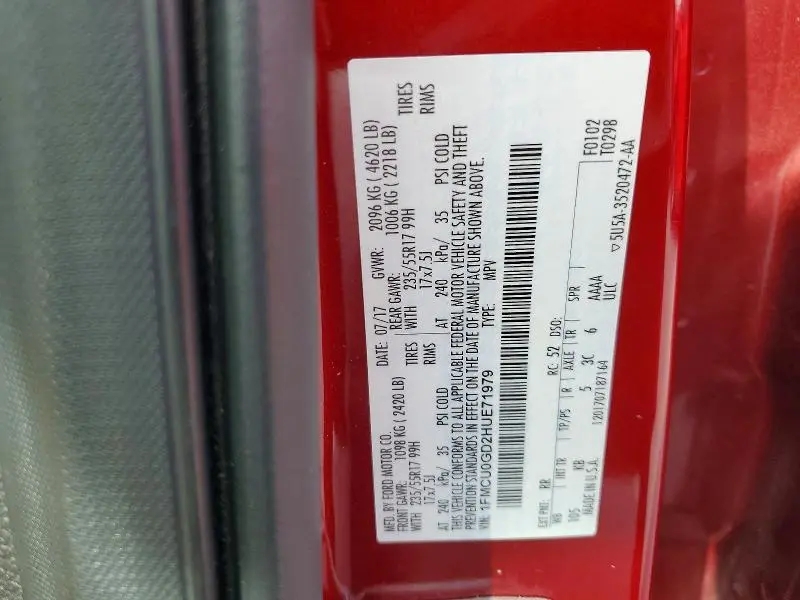 MFD. BY FORD MOTOR CO. DATE: 07/17 GVWR: 2096 KG ( 4620 LB)
FRONT GAWR: 1098 KG ( 2420 LB) REAR GAWR: 1006 KG ( 2218 LB)
WITH 235/55R17 99H TIRES WITH 235/55R17 99H TIRES
17x7.5J RIMS 17x7.5J RIMS
AT 240 kPa/ 35 PSI COLD AT 240 kPa/ 35 PSI COLD
THIS VEHICLE CONFORMS TO ALL APPLICABLE FEDERAL MOTOR VEHICLE SAFETY AND THEFT
PREVENTION STANDARDS IN EFFECT ON THE DATE OF MANUFACTURE SHOWN ABOVE.
VIN: 1FMCU0GD2HUE71979 TYPE: MPV
EXT PNT: RR RC: 52 DSO: F0102
WB INT TR TP/PS R AXLE TR SPR T0298
105 KB 5 3C 6 AAAA
MADE IN U.S.A. 1201707187164 ULC
▽5U5A-3520472-AA